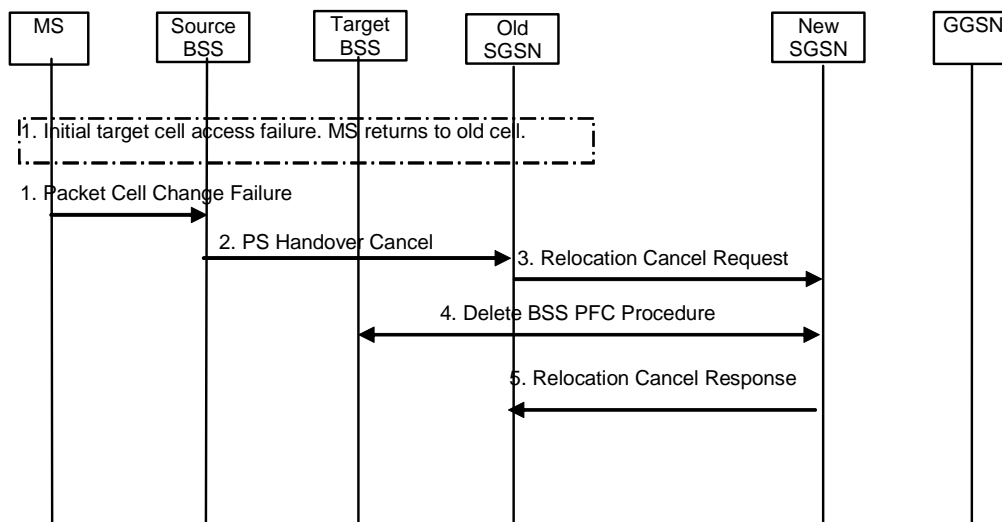 MS
Source
BSS
Target
BSS
Old
SGSN
New
SGSN
GGSN
1. Initial target cell access failure. MS returns to old cell.
1. Packet Cell Change Failure
2. PS Handover Cancel
3. Relocation Cancel Request
4. Delete BSS PFC Procedure
5. Relocation Cancel Response